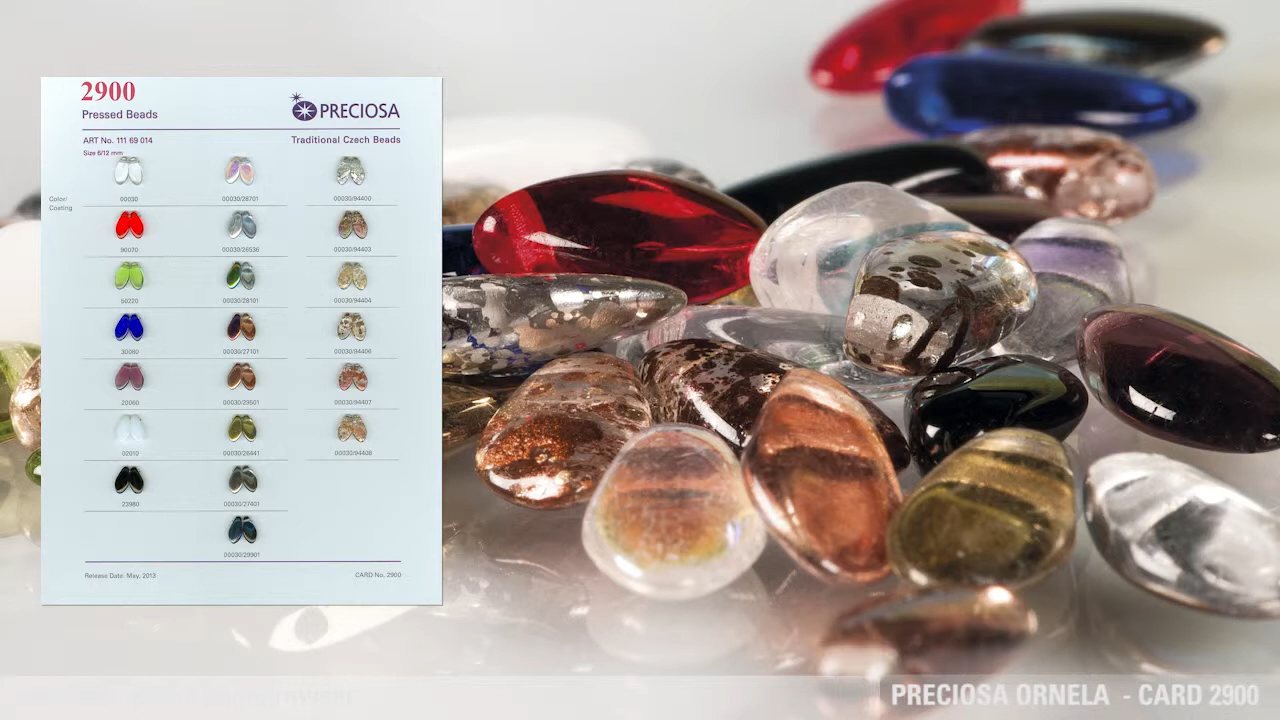 2900
Pressed Beads
PRECIOSA
ART No. 111 69 014
Traditional Czech Beads
Size 6/12 mm
Color/
Coating
00030 00030/28701 00030/94400
90070 00030/26536 00030/94403
50220 00030/28101 00030/94404
30060 00030/27101 00030/94406
20060 00030/29501 00030/94407
02010 00030/26441 00030/94408
23980 00030/27401
00030/29901
Release Date: May, 2013
CARD No. 2900
PRECIOSA ORNELA - CARD 2900